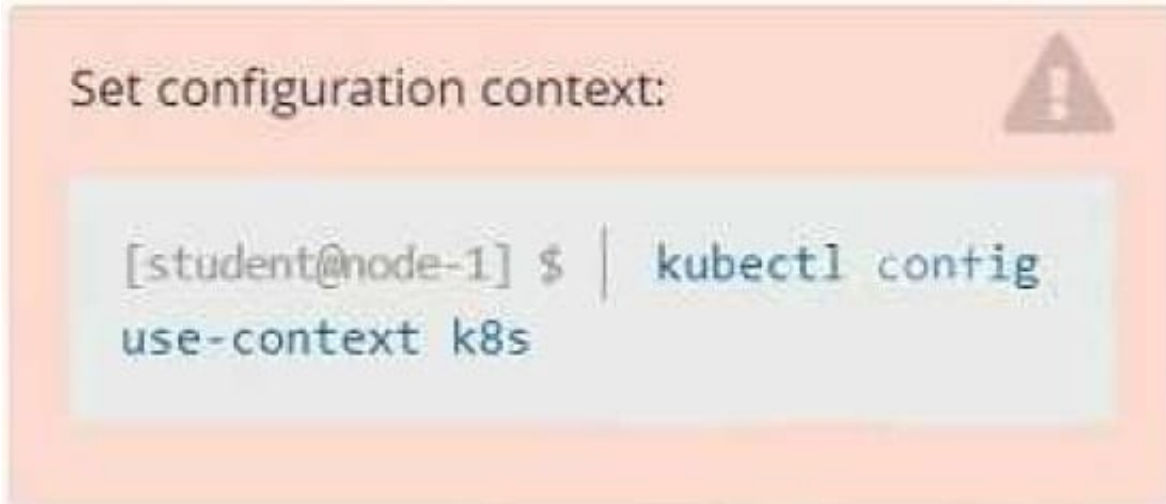 Set configuration context:
[student@node-1] $ | kubectl config
use-context k8s